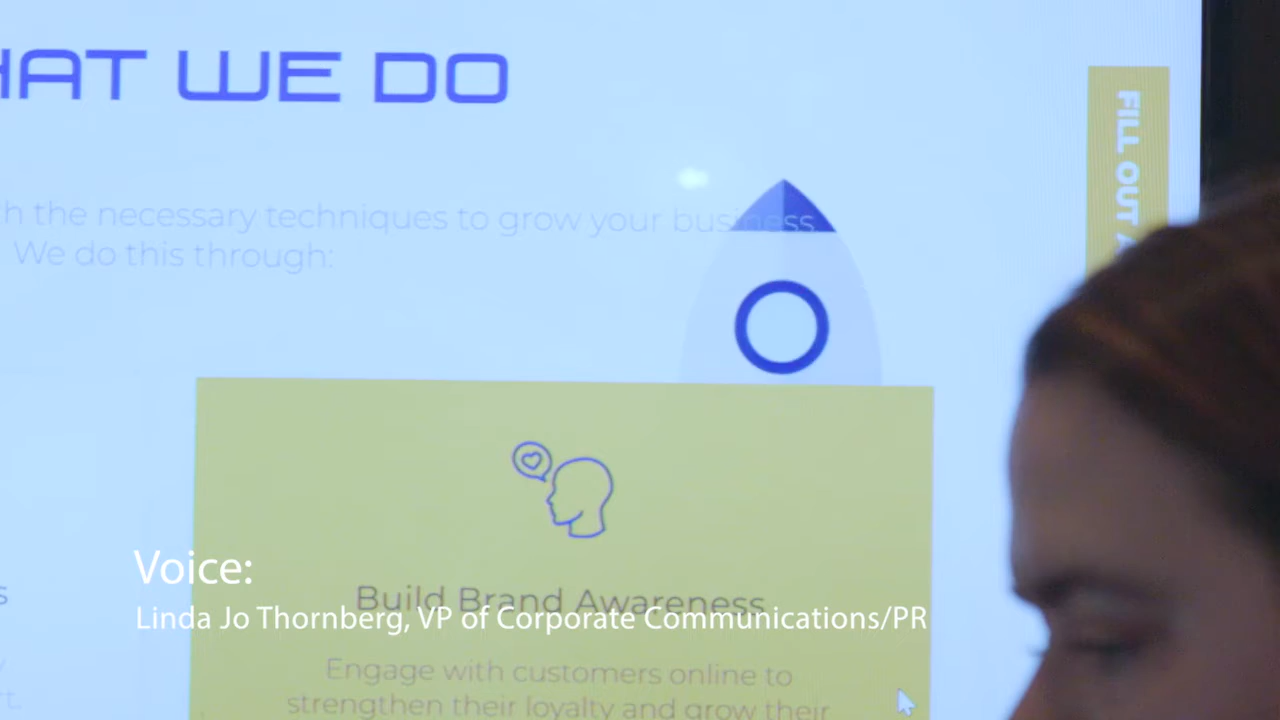 WHAT WE DO
the necessary techniques to grow your business
We do this through:
FILL OUT
Build Brand Awareness
Engage with customers online to
strengthen their loyalty and grow their
Voice:
Linda Jo Thornberg, VP of Corporate Communications/PR